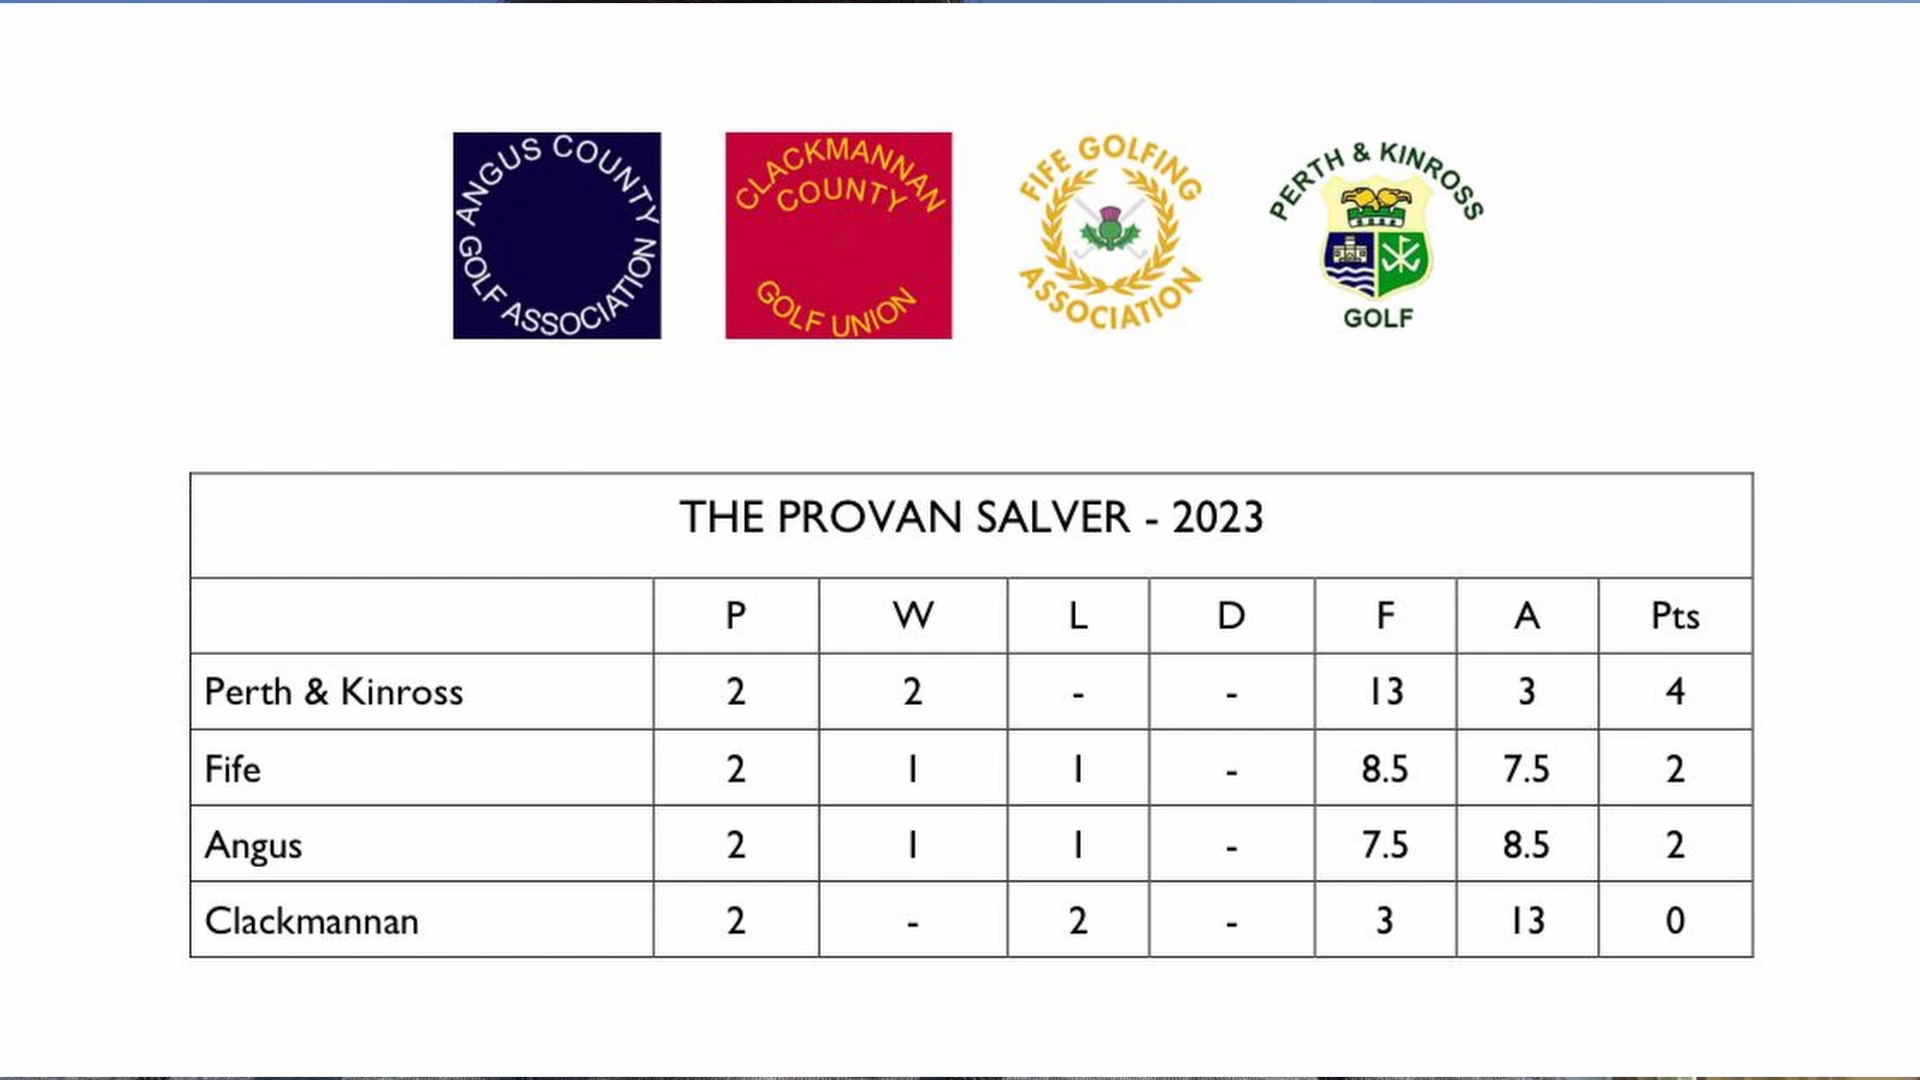 ANGUS COUNTY
GOLF ASSOCIATION
CLACKMANNAN
COUNTY
GOLF UNION
FIFE GOLFING
ASSOCIATION
PERTH & KINROSS
GOLF
THE PROVAN SALVER - 2023
P W L D F A Pts
Perth & Kinross 2 2 - - 13 3 4
Fife 2 1 1 - 8.5 7.5 2
Angus 2 1 1 - 7.5 8.5 2
Clackmannan 2 - 2 - 3 13 0